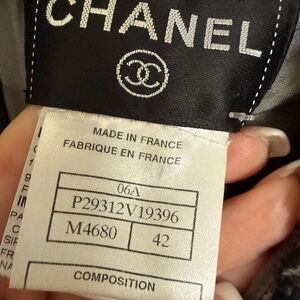 CHANEL
MADE IN FRANCE
FABRIQUE EN FRANCE
06A
P29312V19396
M4680 42
COMPOSITION